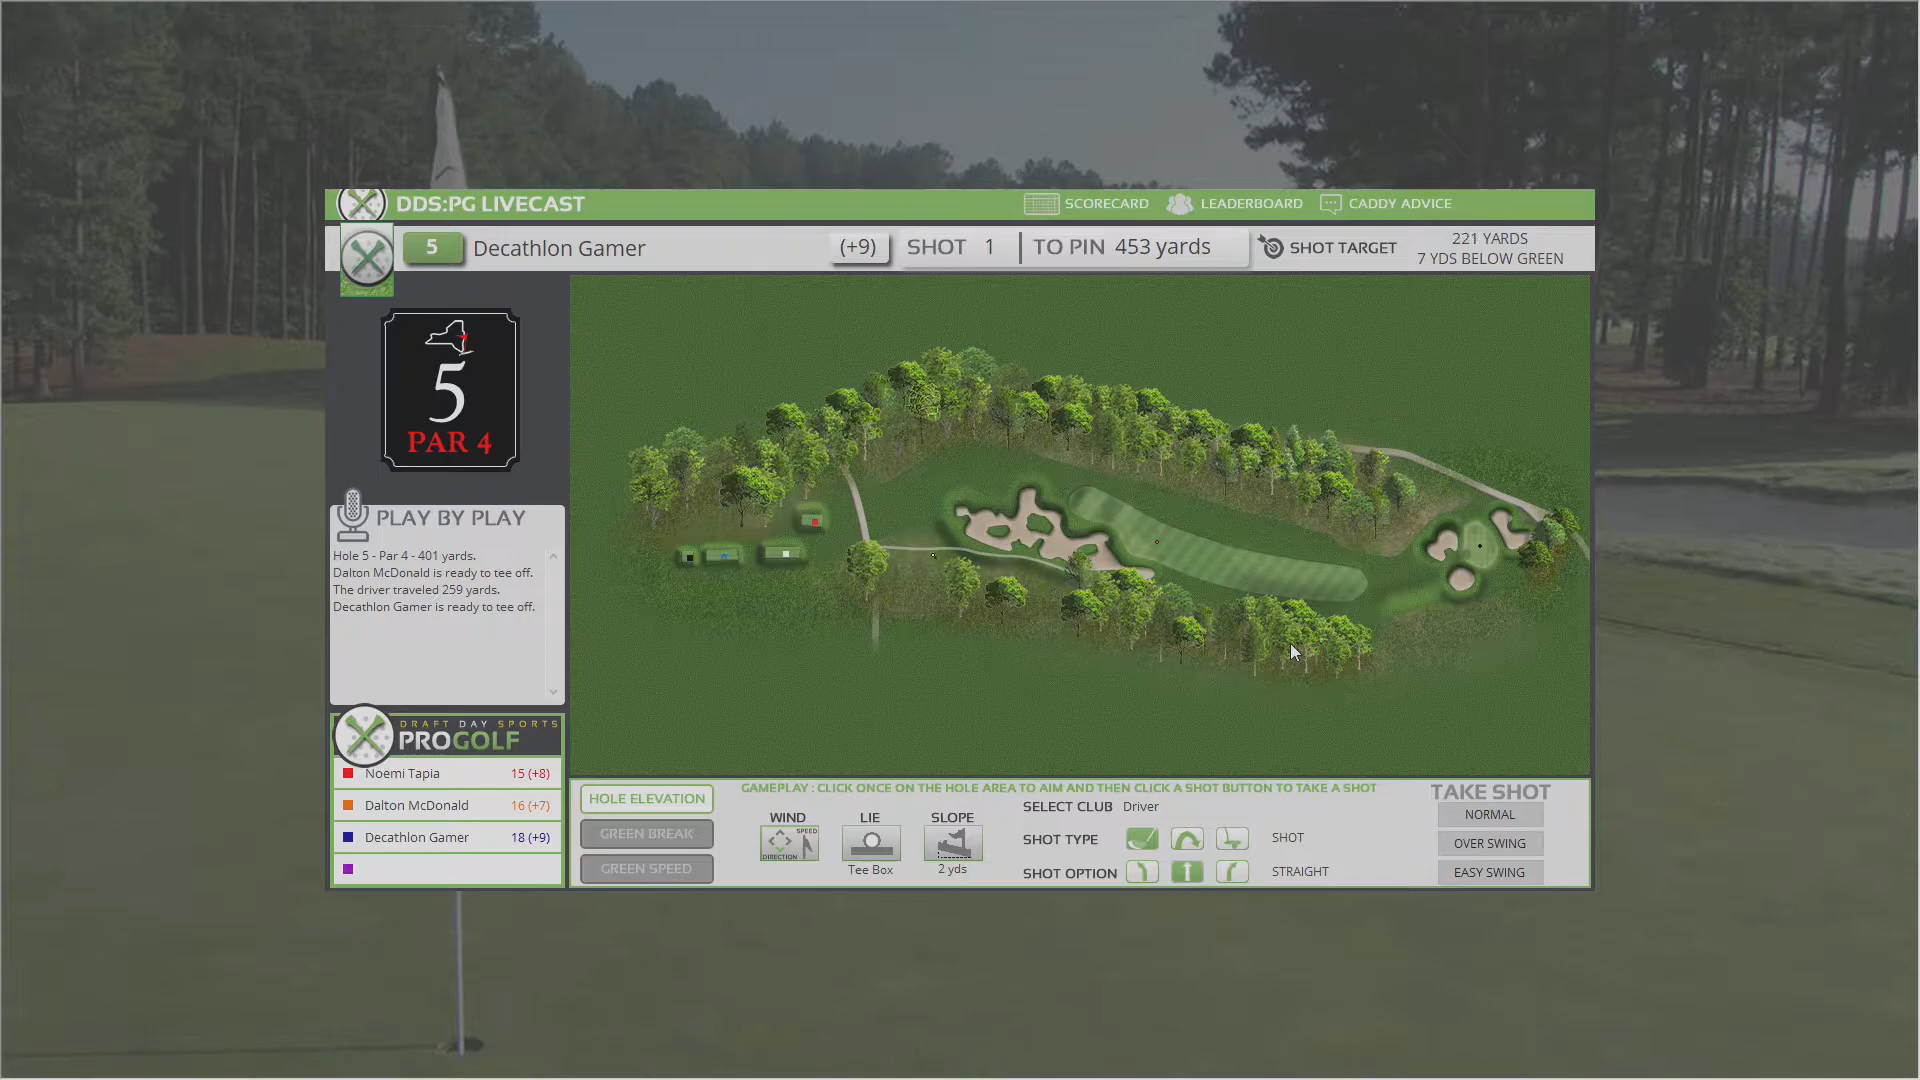 DDS:PG LIVECAST
SCORECARD
LEADERBOARD
CADDY ADVICE
5
Decathlon Gamer
(+9)
SHOT 1
TO PIN 453 yards
SHOT TARGET
221 YARDS
7 YDS BELOW GREEN
5
PAR 4
PLAY BY PLAY
Hole 5 - Par 4 - 401 yards.
Dalton McDonald is ready to tee off.
The driver traveled 259 yards.
Decathlon Gamer is ready to tee off.
DRAFT DAY SPORTS
PROGOLF
Noemi Tapia 15 (+8)
Dalton McDonald 16 (+7)
Decathlon Gamer 18 (+9)
HOLE ELEVATION
GREEN BREAK
GREEN SPEED
GAMEPLAY : CLICK ONCE ON THE HOLE AREA TO AIM AND THEN CLICK A SHOT BUTTON TO TAKE A SHOT
WIND
SPEED
DIRECTION
LIE
Tee Box
SLOPE
2 yds
SELECT CLUB Driver
SHOT TYPE SHOT
SHOT OPTION STRAIGHT
TAKE SHOT
NORMAL
OVER SWING
EASY SWING